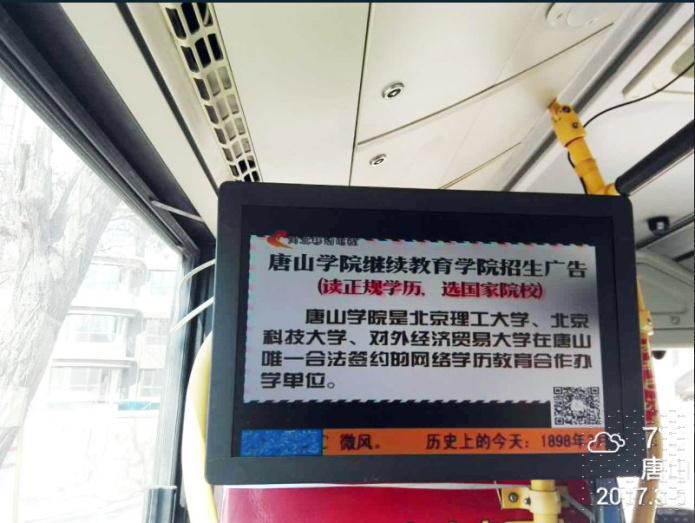 唐山学院继续教育学院招生广告
(读正规学历，选国家院校)
唐山学院是北京理工大学、北京
科技大学、对外经济贸易大学在唐山
唯一合法签约的网络学历教育合作办
学单位。
C 微风。 历史上的今天：1898年
7
唐
2017.3